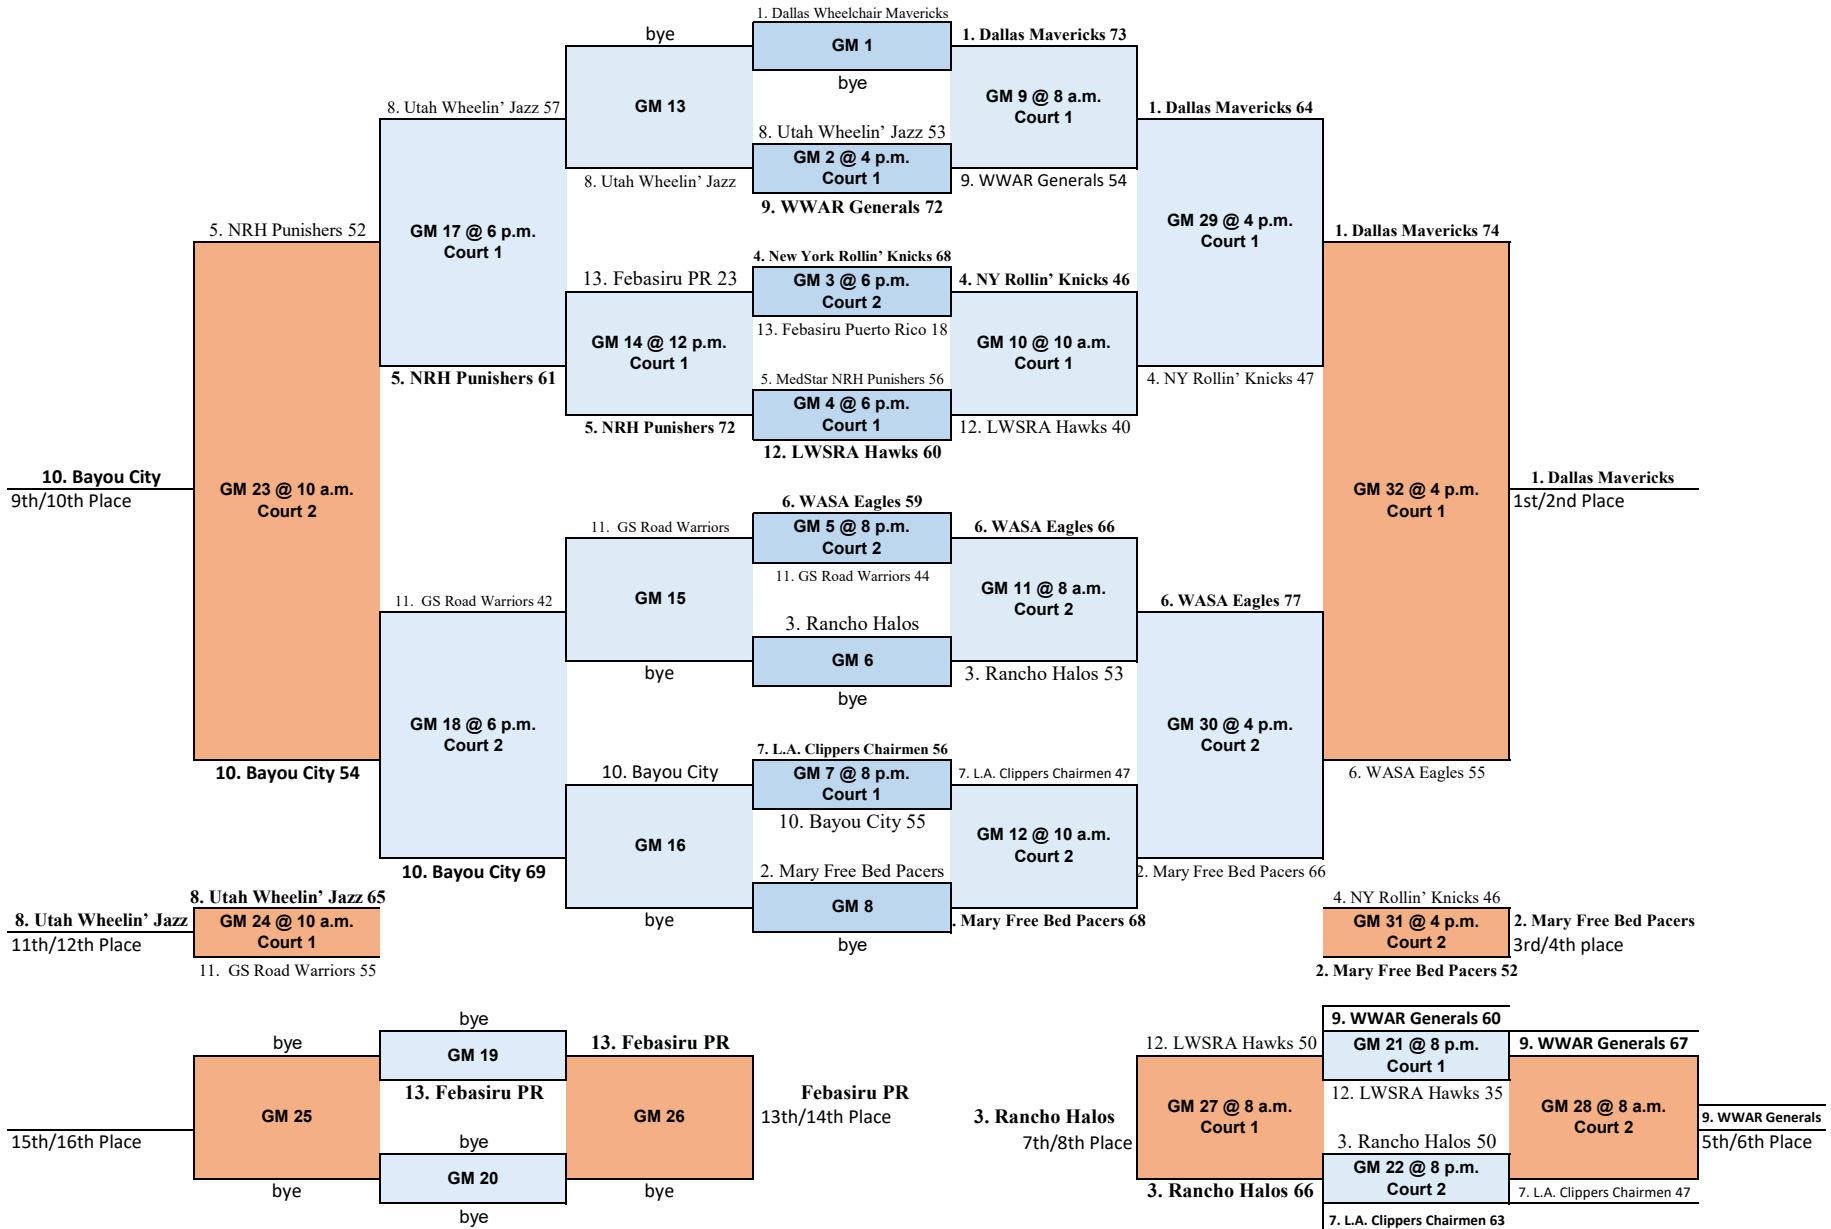 1. Dallas Wheelchair Mavericks
bye
GM 1
1. Dallas Mavericks 73
bye
GM 13
GM 9 @ 8 a.m.
Court 1
8. Utah Wheelin' Jazz 57
1. Dallas Mavericks 64
8. Utah Wheelin' Jazz 53
GM 2 @ 4 p.m.
Court 1
8. Utah Wheelin' Jazz
9. WWAR Generals 54
9. WWAR Generals 72
5. NRH Punishers 52
GM 17 @ 6 p.m.
Court 1
GM 29 @ 4 p.m.
Court 1
1. Dallas Mavericks 74
4. New York Rollin' Knicks 68
13. Febasiru PR 23
GM 3 @ 6 p.m.
Court 2
4. NY Rollin' Knicks 46
13. Febasiru Puerto Rico 18
GM 14 @ 12 p.m.
Court 1
GM 10 @ 10 a.m.
Court 1
5. NRH Punishers 61
5. MedStar NRH Punishers 56
4. NY Rollin' Knicks 47
GM 4 @ 6 p.m.
Court 1
5. NRH Punishers 72
12. LWSRA Hawks 40
12. LWSRA Hawks 60
10. Bayou City
9th/10th Place
GM 23 @ 10 a.m.
Court 2
GM 32 @ 4 p.m.
Court 1
1. Dallas Mavericks
1st/2nd Place
6. WASA Eagles 59
11. GS Road Warriors
GM 5 @ 8 p.m.
Court 2
6. WASA Eagles 66
11. GS Road Warriors 44
11. GS Road Warriors 42
GM 15
GM 11 @ 8 a.m.
Court 2
6. WASA Eagles 77
3. Rancho Halos
GM 6
bye
3. Rancho Halos 53
bye
GM 18 @ 6 p.m.
Court 2
GM 30 @ 4 p.m.
Court 2
7. L.A. Clippers Chairmen 56
10. Bayou City 54
10. Bayou City
GM 7 @ 8 p.m.
Court 1
7. L.A. Clippers Chairmen 47
6. WASA Eagles 55
10. Bayou City 55
GM 16
GM 12 @ 10 a.m.
Court 2
10. Bayou City 69
2. Mary Free Bed Pacers
2. Mary Free Bed Pacers 66
8. Utah Wheelin' Jazz 65
GM 8
4. NY Rollin' Knicks 46
8. Utah Wheelin' Jazz
11th/12th Place
GM 24 @ 10 a.m.
Court 1
bye
. Mary Free Bed Pacers 68
bye
GM 31 @ 4 p.m.
Court 2
2. Mary Free Bed Pacers
3rd/4th place
11. GS Road Warriors 55
2. Mary Free Bed Pacers 52
bye
9. WWAR Generals 60
bye
GM 19
13. Febasiru PR
12. LWSRA Hawks 50
GM 21 @ 8 p.m.
Court 1
9. WWAR Generals 67
13. Febasiru PR
12. LWSRA Hawks 35
15th/16th Place
GM 25
GM 26
Febasiru PR
13th/14th Place
3. Rancho Halos
7th/8th Place
GM 27 @ 8 a.m.
Court 1
GM 28 @ 8 a.m.
Court 2
9. WWAR Generals
5th/6th Place
bye
3. Rancho Halos 50
bye
GM 20
bye
3. Rancho Halos 66
GM 22 @ 8 p.m.
Court 2
7. L.A. Clippers Chairmen 47
bye
7. L.A. Clippers Chairmen 63